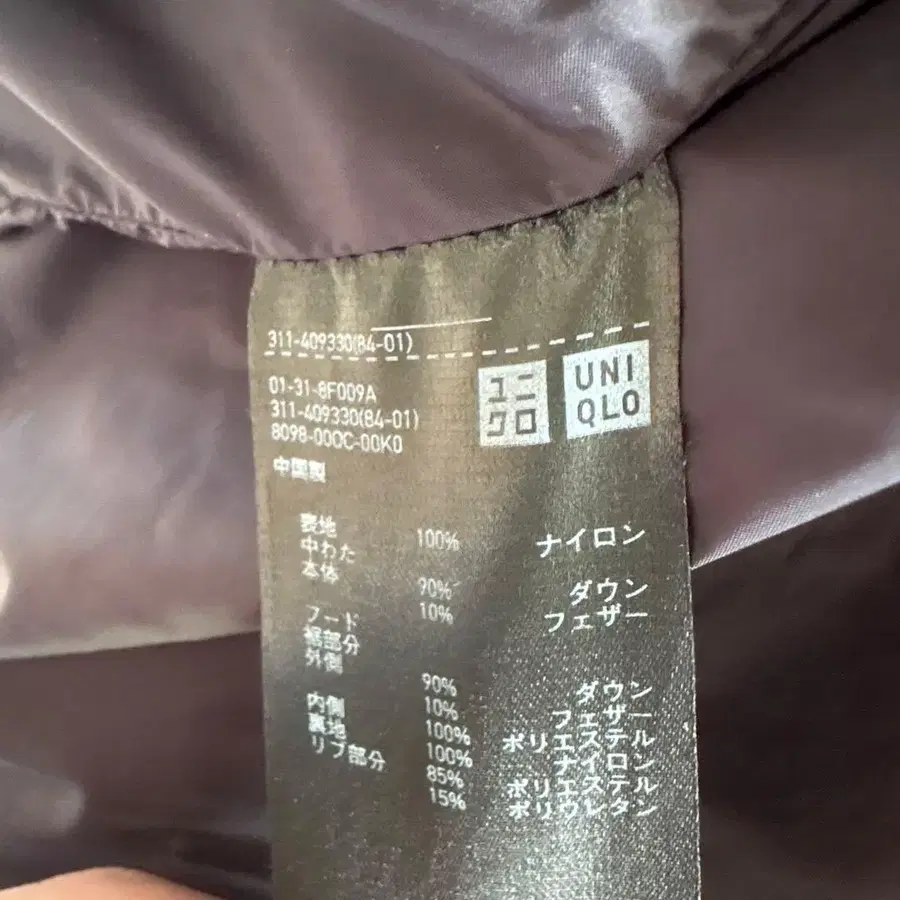 311-409330(84-01)
ユニクロ
UNI
QLO
01-31-8F009A
311-409330(84-01)
8098-000C-00K0
中国製
表地 100% ナイロン
中わた
本体 90% ダウン
10% フェザー
フード
裾部分
外側 90% ダウン
10% フェザー
内側 100% ポリエステル
裏地 100% ナイロン
リブ部分 85% ポリエステル
15% ポリウレタン